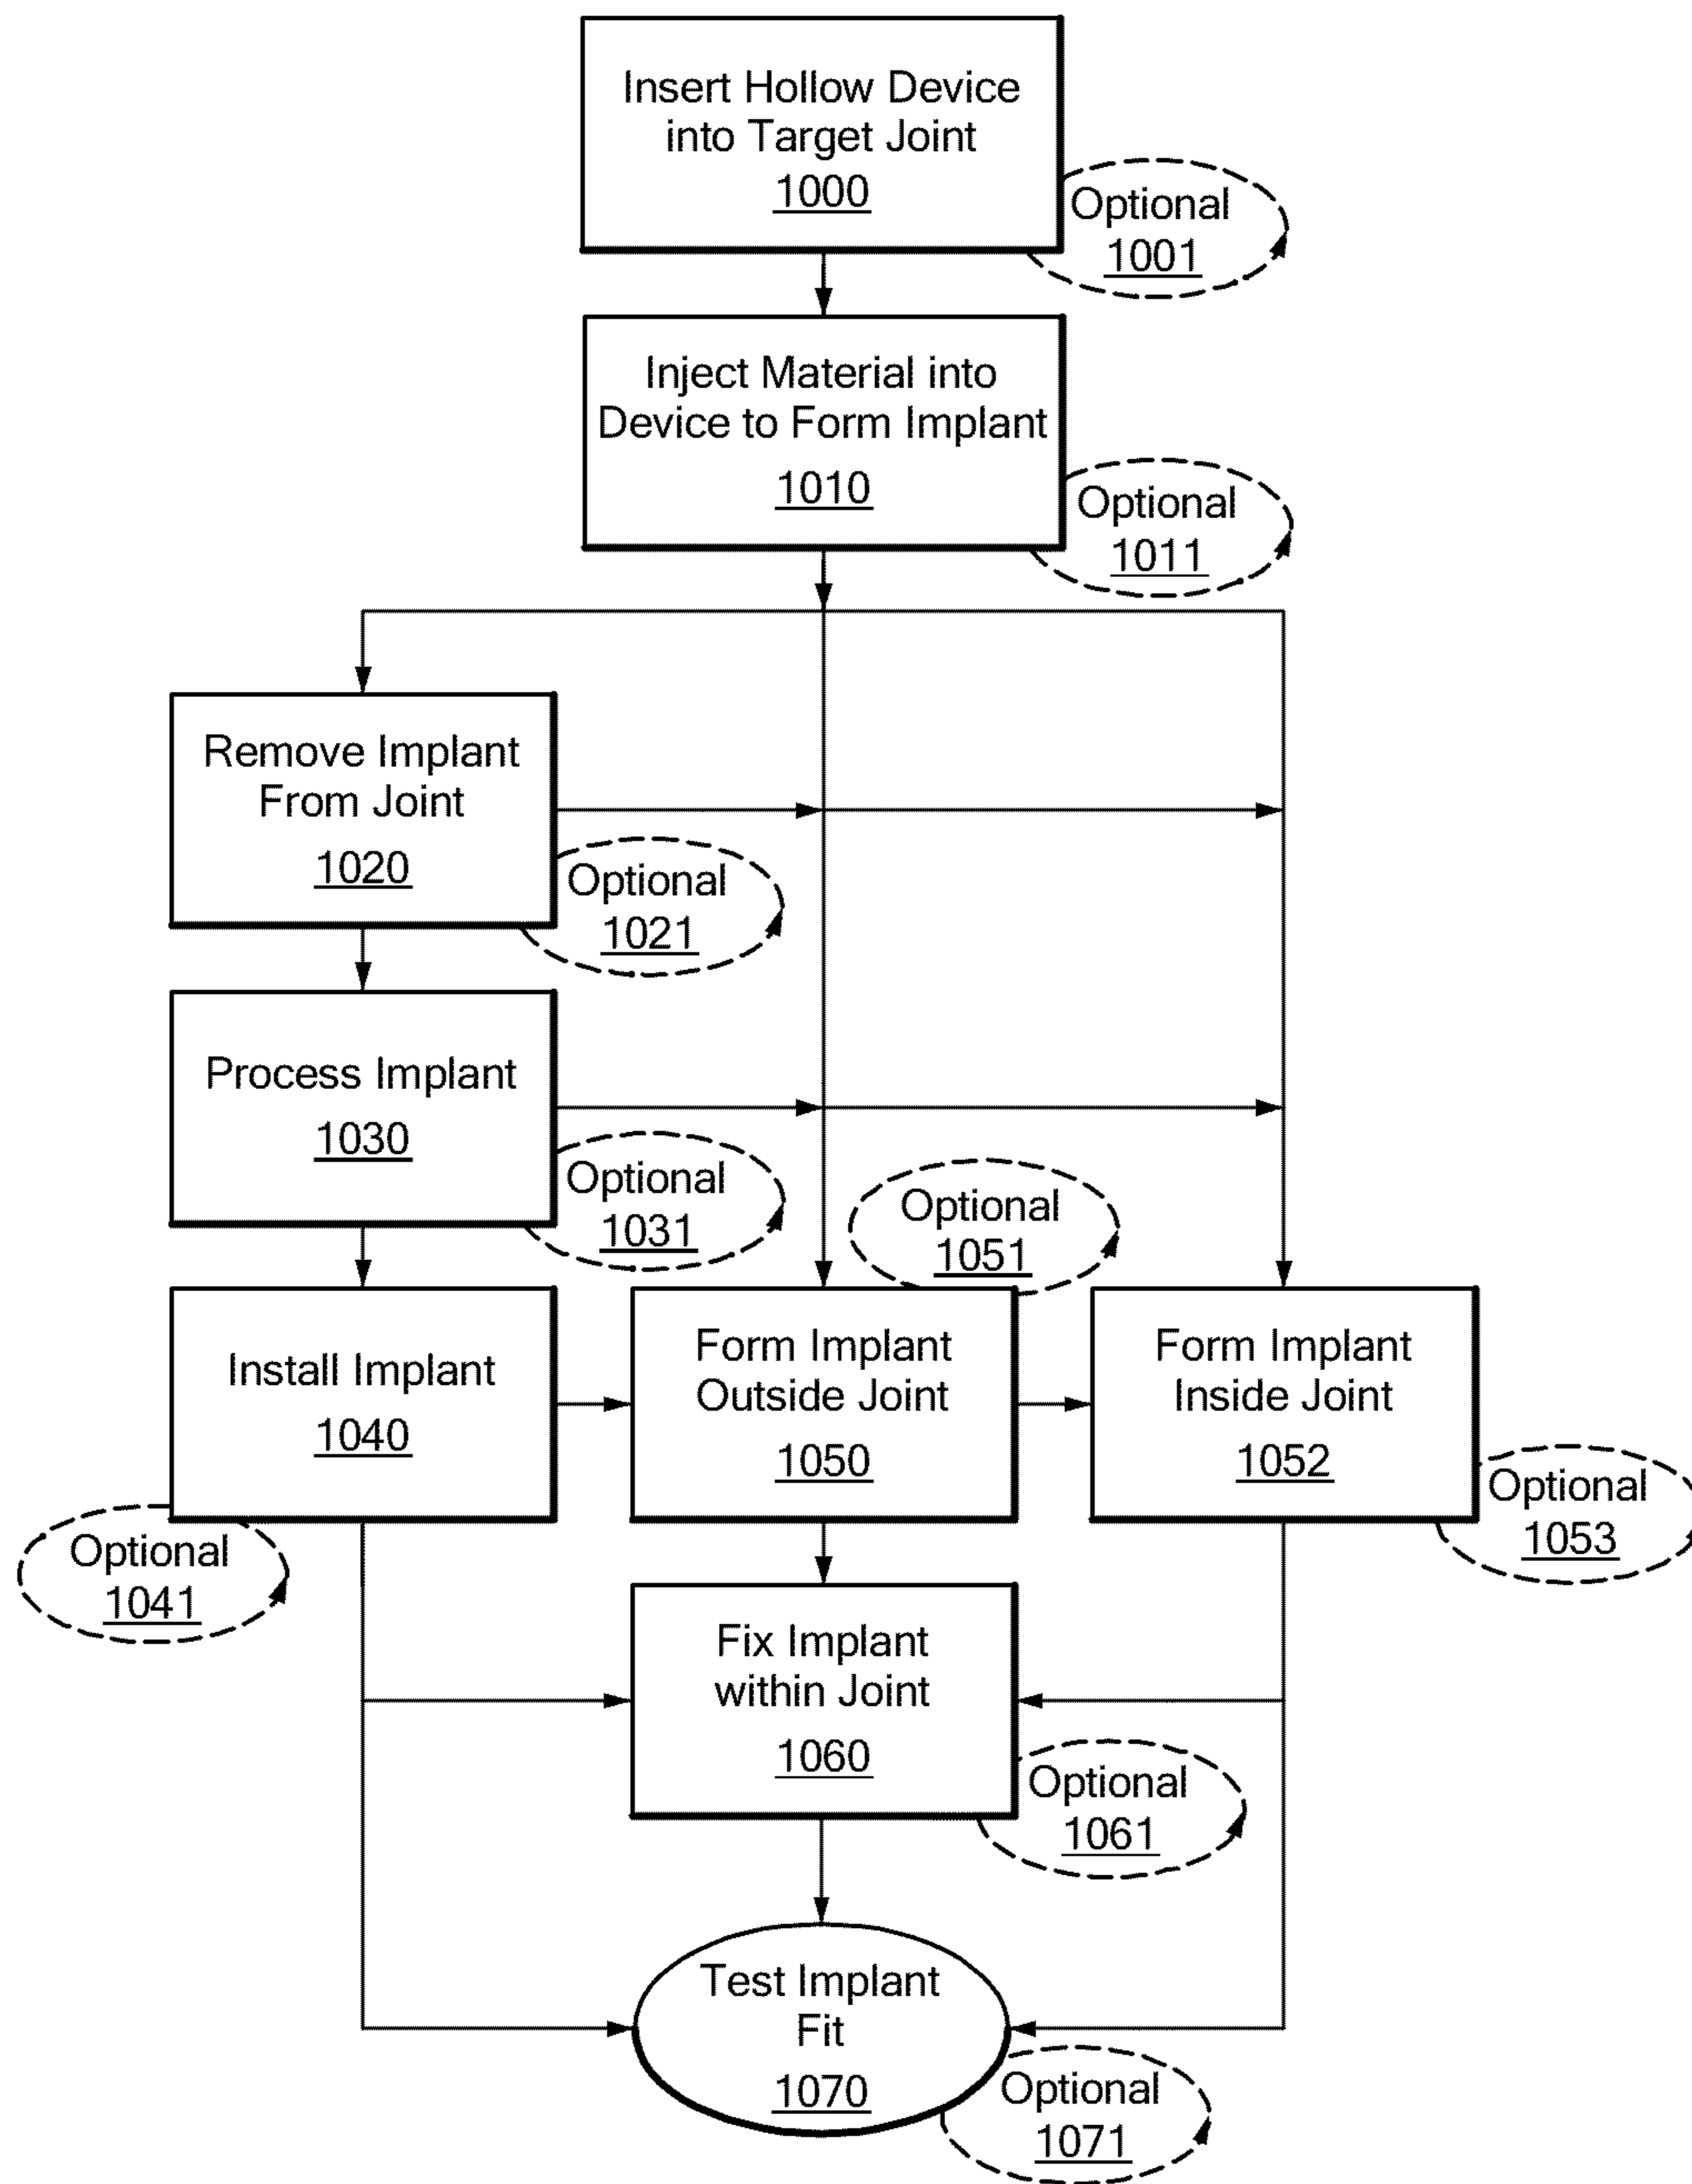 Insert Hollow Device
into Target Joint
1000
Optional
1001
Inject Material into
Device to Form Implant
1010
Optional
1011
Remove Implant
From Joint
1020
Optional
1021
Process Implant
1030
Optional
1031
Optional
1051
Install Implant
1040
Optional
1041
Form Implant
Outside Joint
1050
Form Implant
Inside Joint
1052
Optional
1053
Fix Implant
within Joint
1060
Optional
1061
Test Implant
Fit
1070
Optional
1071